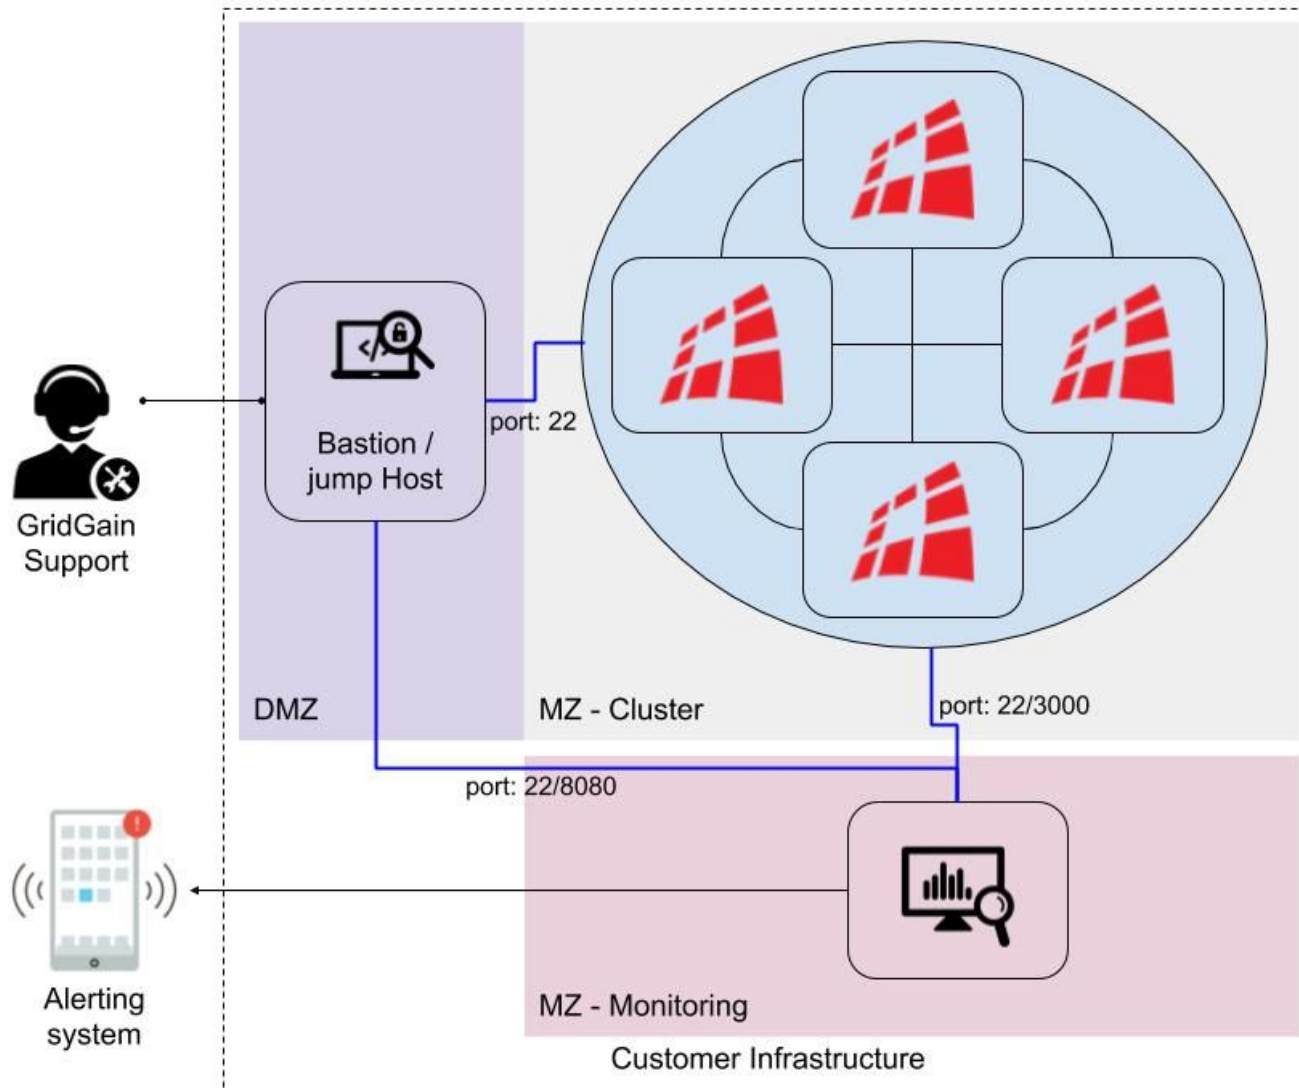 port: 22
Bastion /
jump Host
GridGain
Support
DMZ
MZ - Cluster
port: 22/3000
port: 22/8080
Alerting
system
MZ - Monitoring
Customer Infrastructure